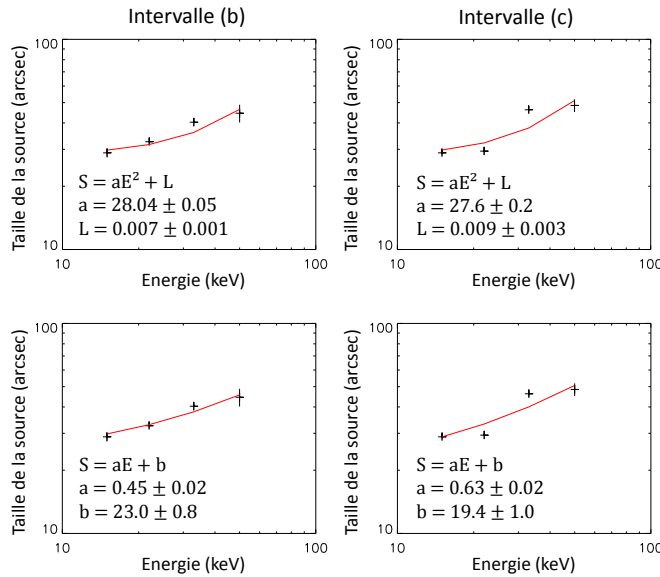 Intervalle (b)
Intervalle (c)
100
10
Taille de la source (arcsec)
S = aE² + L
a = 28.04 ± 0.05
L = 0.007 ± 0.001
10
100
Energie (keV)
100
10
Taille de la source (arcsec)
S = aE² + L
a = 27.6 ± 0.2
L = 0.009 ± 0.003
10
100
Energie (keV)
100
10
Taille de la source (arcsec)
S = aE + b
a = 0.45 ± 0.02
b = 23.0 ± 0.8
10
100
Energie (keV)
100
10
Taille de la source (arcsec)
S = aE + b
a = 0.63 ± 0.02
b = 19.4 ± 1.0
10
100
Energie (keV)